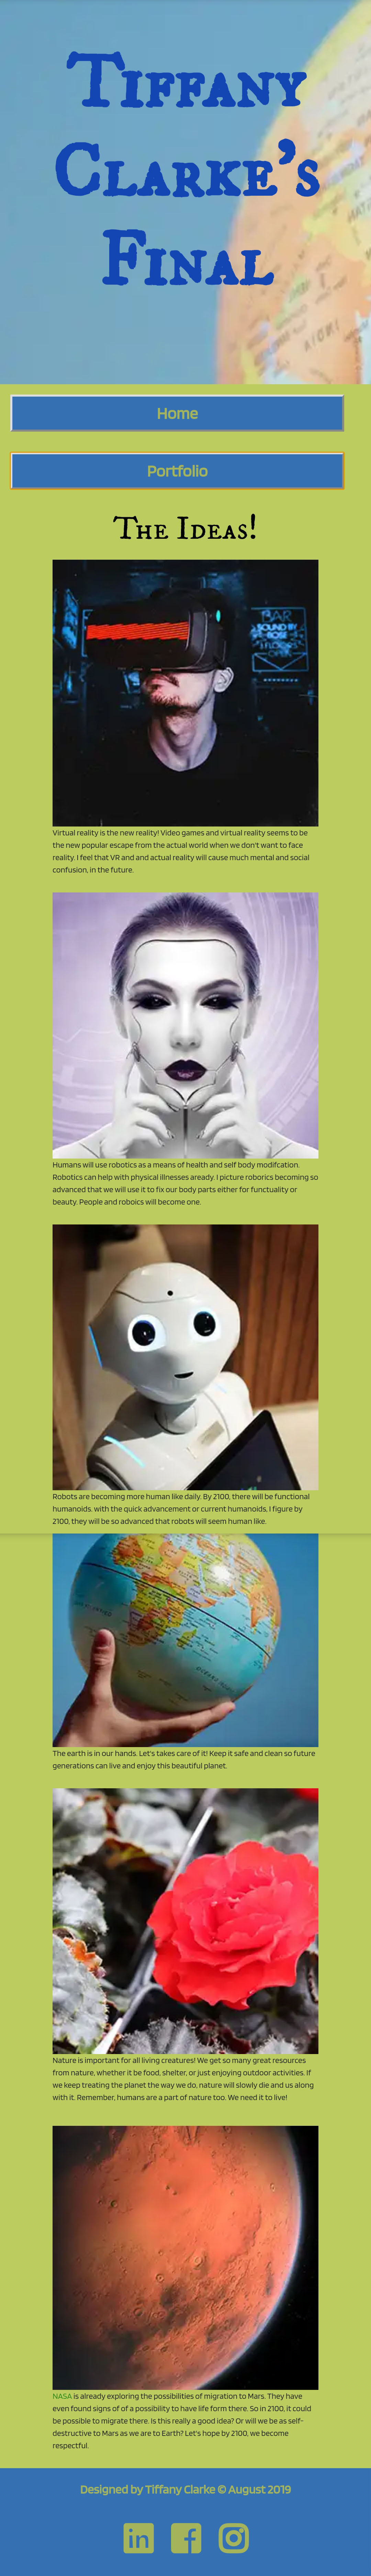 Tiffany
Clarke's
Final
Home
Portfolio
The Ideas!
BAR
SOUND BY
OPEN
Virtual reality is the new reality! Video games and virtual reality seems to be
the new popular escape from the actual world when we don't want to face
reality. I feel that VR and and actual reality will cause much mental and social
confusion, in the future.
Humans will use robotics as a means of health and self body modifcation.
Robotics can help with physical illnesses aready. I picture roborics becoming so
advanced that we will use it to fix our body parts either for functuality or
beauty. People and roboics will become one.
Robots are becoming more human like daily. By 2100, there will be functional
humanoids. with the quick advancement or current humanoids, I figure by
2100, they will be so advanced that robots will seem human like.
The earth is in our hands. Let's takes care of it! Keep it safe and clean so future
generations can live and enjoy this beautiful planet.
Nature is important for all living creatures! We get so many great resources
from nature, whether it be food, shelter, or just enjoying outdoor activities. If
we keep treating the planet the way we do, nature will slowly die and us along
with it. Remember, humans are a part of nature too. We need it to live!
NASA is already exploring the possibilities of migration to Mars. They have
even found signs of of a possibility to have life form there. So in 2100, it could
be possible to migrate there. Is this really a good idea? Or will we be as self-
destructive to Mars as we are to Earth? Let's hope by 2100, we become
respectful.
Designed by Tiffany Clarke © August 2019